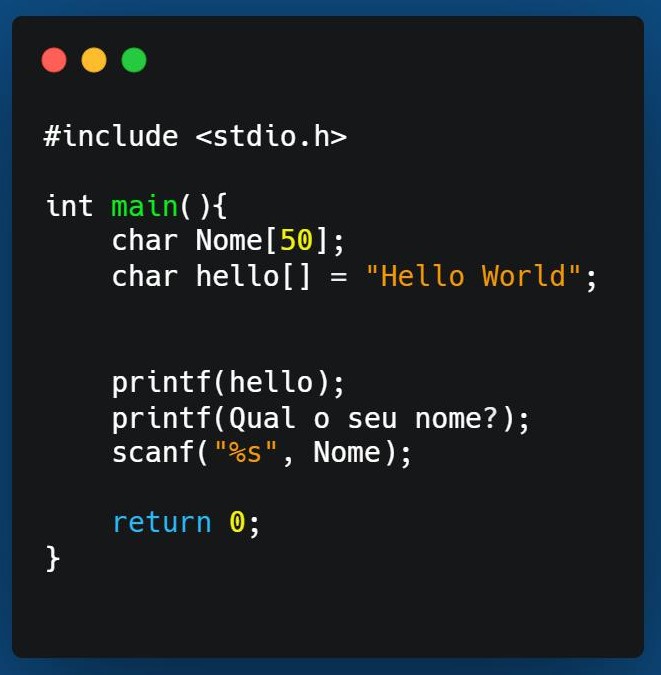 #include <stdio.h>
int main(){
char Nome[50];
char hello[] = "Hello World";
printf(hello);
printf(Qual o seu nome?);
scanf("%s", Nome);
return 0;
}